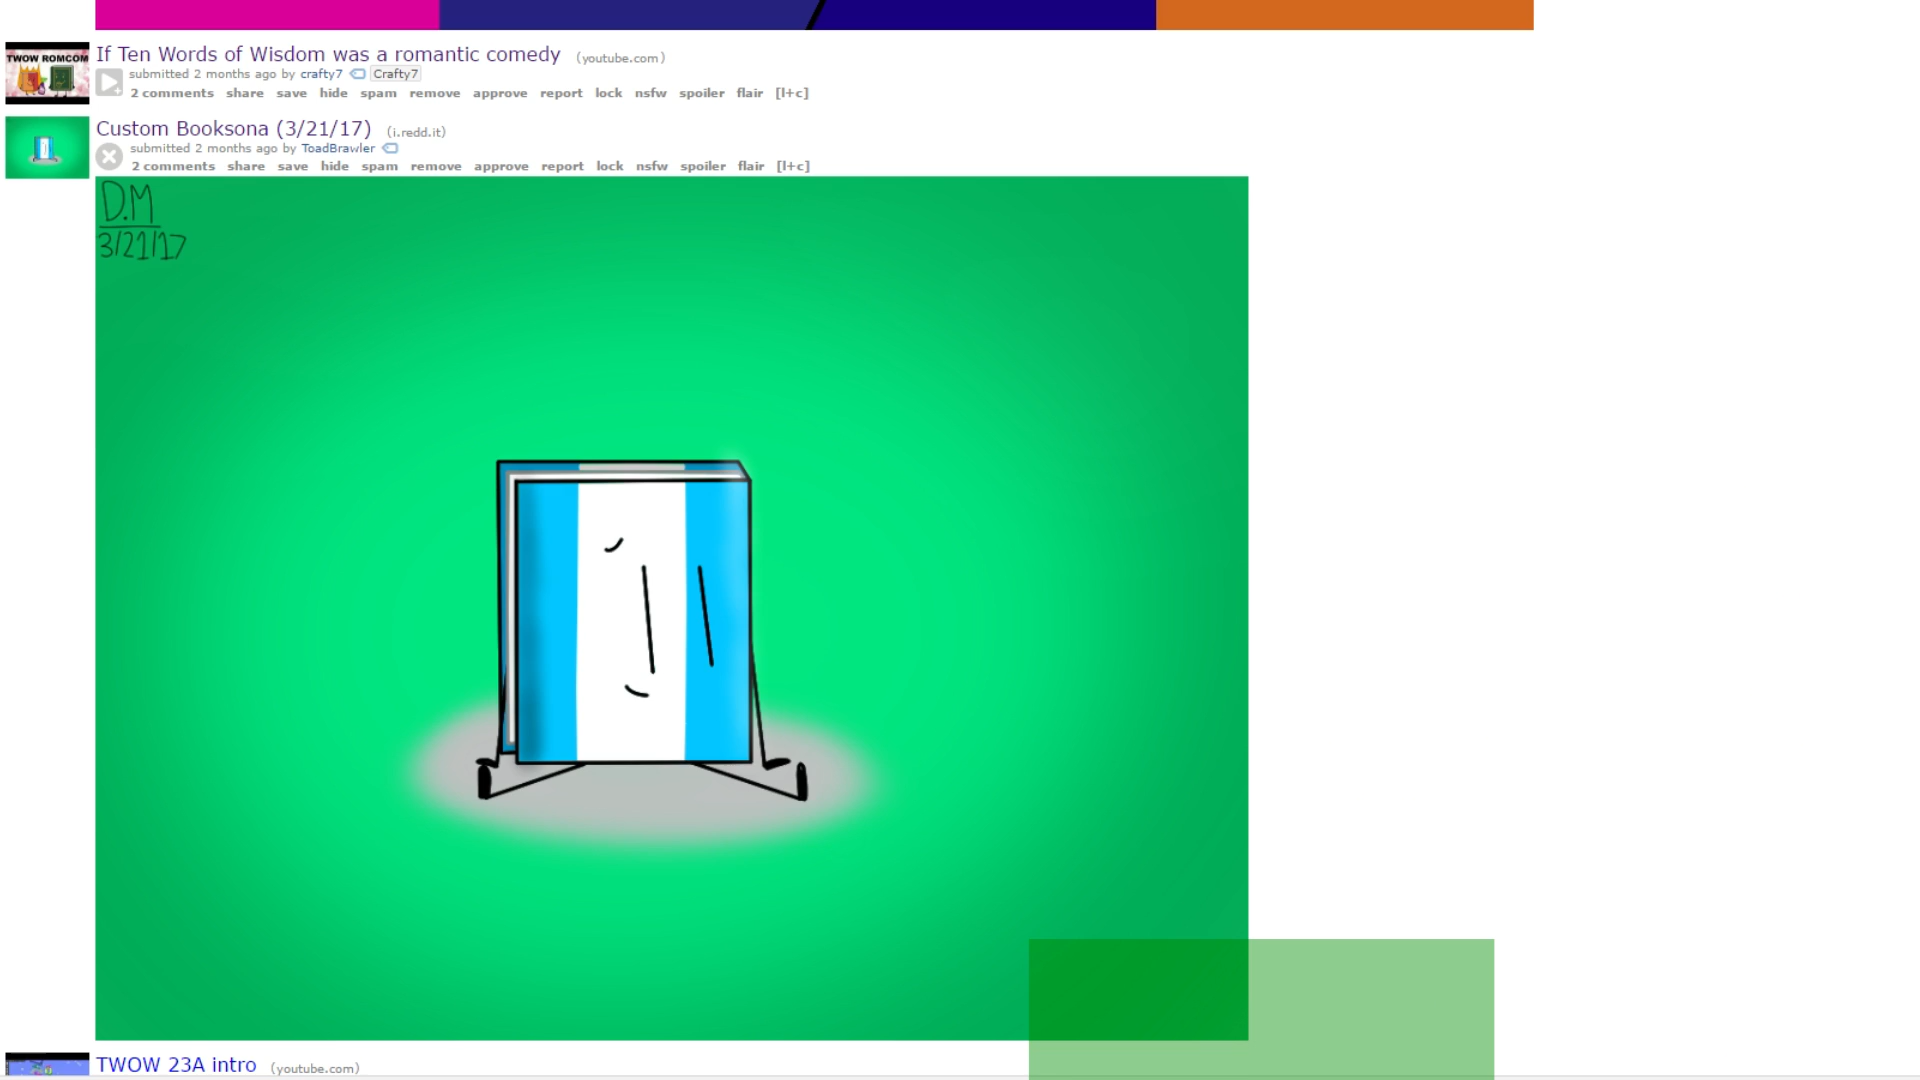 TWOW ROMCOM
If Ten Words of Wisdom was a romantic comedy (youtube.com)
submitted 2 months ago by crafty7 Crafty7
2 comments share save hide spam remove approve report lock nsfw spoiler flair [l+c]
Custom Booksona (3/21/17) (i.redd.it)
submitted 2 months ago by ToadBrawler
2 comments share save hide spam remove approve report lock nsfw spoiler flair [l+c]
D.M
3/21/17
TWOW 23A intro (youtube.com)